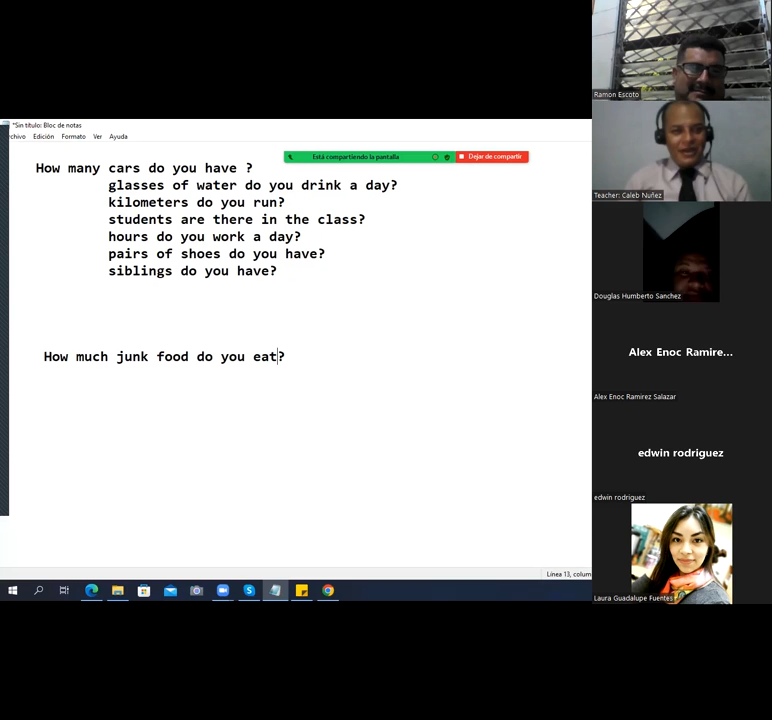 *Sin título: Bloc de notas
rchivo Edición Formato Ver Ayuda
Está compartiendo la pantalla Dejar de compartir
How many cars do you have ?
glasses of water do you drink a day?
kilometers do you run?
students are there in the class?
hours do you work a day?
pairs of shoes do you have?
siblings do you have?
How much junk food do you eat?
Línea 13, colum
Ramon Escoto
Teacher: Caleb Nuñez
Douglas Humberto Sanchez
Alex Enoc Ramire...
Alex Enoc Ramirez Salazar
edwin rodriguez
edwin rodriguez
Laura Guadalupe Fuentes